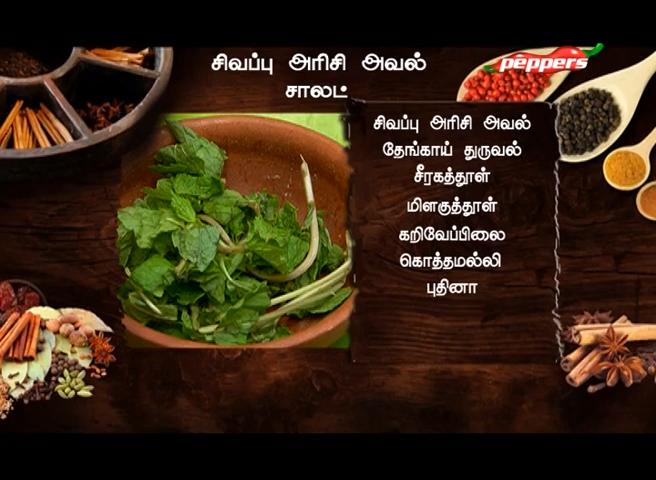 சிவப்பு அரிசி அவல்
சாலட்
peppers
சிவப்பு அரிசி அவல்
தேங்காய் துருவல்
சீரகத்தூள்
மிளகுத்தூள்
கறிவேப்பிலை
கொத்தமல்லி
புதினா